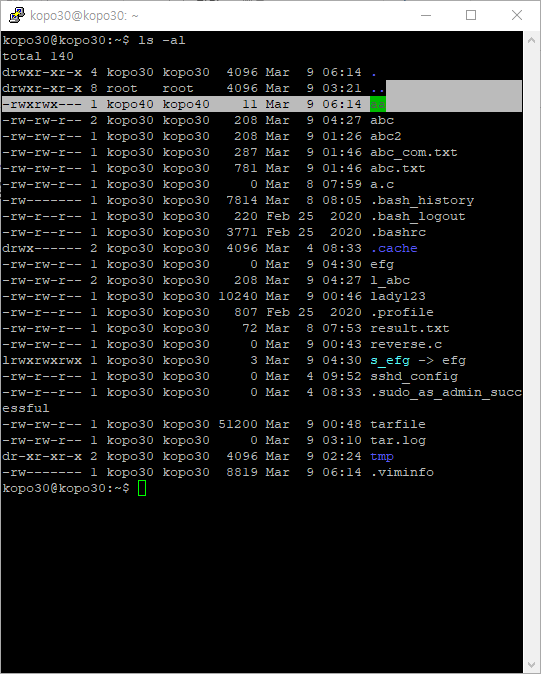 kopo30@kopo30: ~
kopo30@kopo30:~$ ls -al
total 140
drwxr-xr-x 4 kopo30 kopo30  4096 Mar  9 06:14 .
drwxr-xr-x 8 root   root    4096 Mar  9 03:21 ..
-rwxrwx--- 1 kopo40 kopo40    11 Mar  9 06:14 aa
-rw-rw-r-- 2 kopo30 kopo30   208 Mar  9 04:27 abc
-rw-rw-r-- 1 kopo30 kopo30   208 Mar  9 01:26 abc2
-rw-rw-r-- 1 kopo30 kopo30   287 Mar  9 01:46 abc_com.txt
-rw-rw-r-- 1 kopo30 kopo30   781 Mar  9 01:46 abc.txt
-rw-rw-r-- 1 kopo30 kopo30     0 Mar  8 07:59 a.c
-rw------- 1 kopo30 kopo30  7814 Mar  8 08:05 .bash_history
-rw-r--r-- 1 kopo30 kopo30   220 Feb 25  2020 .bash_logout
-rw-r--r-- 1 kopo30 kopo30  3771 Feb 25  2020 .bashrc
drwx------ 2 kopo30 kopo30  4096 Mar  4 08:33 .cache
-rw-rw-r-- 1 kopo30 kopo30     0 Mar  9 04:30 efg
-rw-rw-r-- 2 kopo30 kopo30   208 Mar  9 04:27 l_abc
-rw-rw-r-- 1 kopo30 kopo30 10240 Mar  9 00:46 lady123
-rw-r--r-- 1 kopo30 kopo30   807 Feb 25  2020 .profile
-rw-rw-r-- 1 kopo30 kopo30    72 Mar  8 07:53 result.txt
-rw-rw-r-- 1 kopo30 kopo30     0 Mar  9 00:43 reverse.c
lrwxrwxrwx 1 kopo30 kopo30     3 Mar  9 04:30 s_efg -> efg
-rw-r--r-- 1 kopo30 kopo30     0 Mar  4 09:52 sshd_config
-rw-r--r-- 1 kopo30 kopo30     0 Mar  4 08:33 .sudo_as_admin_succ
essful
-rw-rw-r-- 1 kopo30 kopo30 51200 Mar  9 00:48 tarfile
-rw-rw-r-- 1 kopo30 kopo30     0 Mar  9 03:10 tar.log
dr-xr-xr-x 2 kopo30 kopo30  4096 Mar  9 02:24 tmp
-rw------- 1 kopo30 kopo30  8819 Mar  9 06:14 .viminfo
kopo30@kopo30:~$